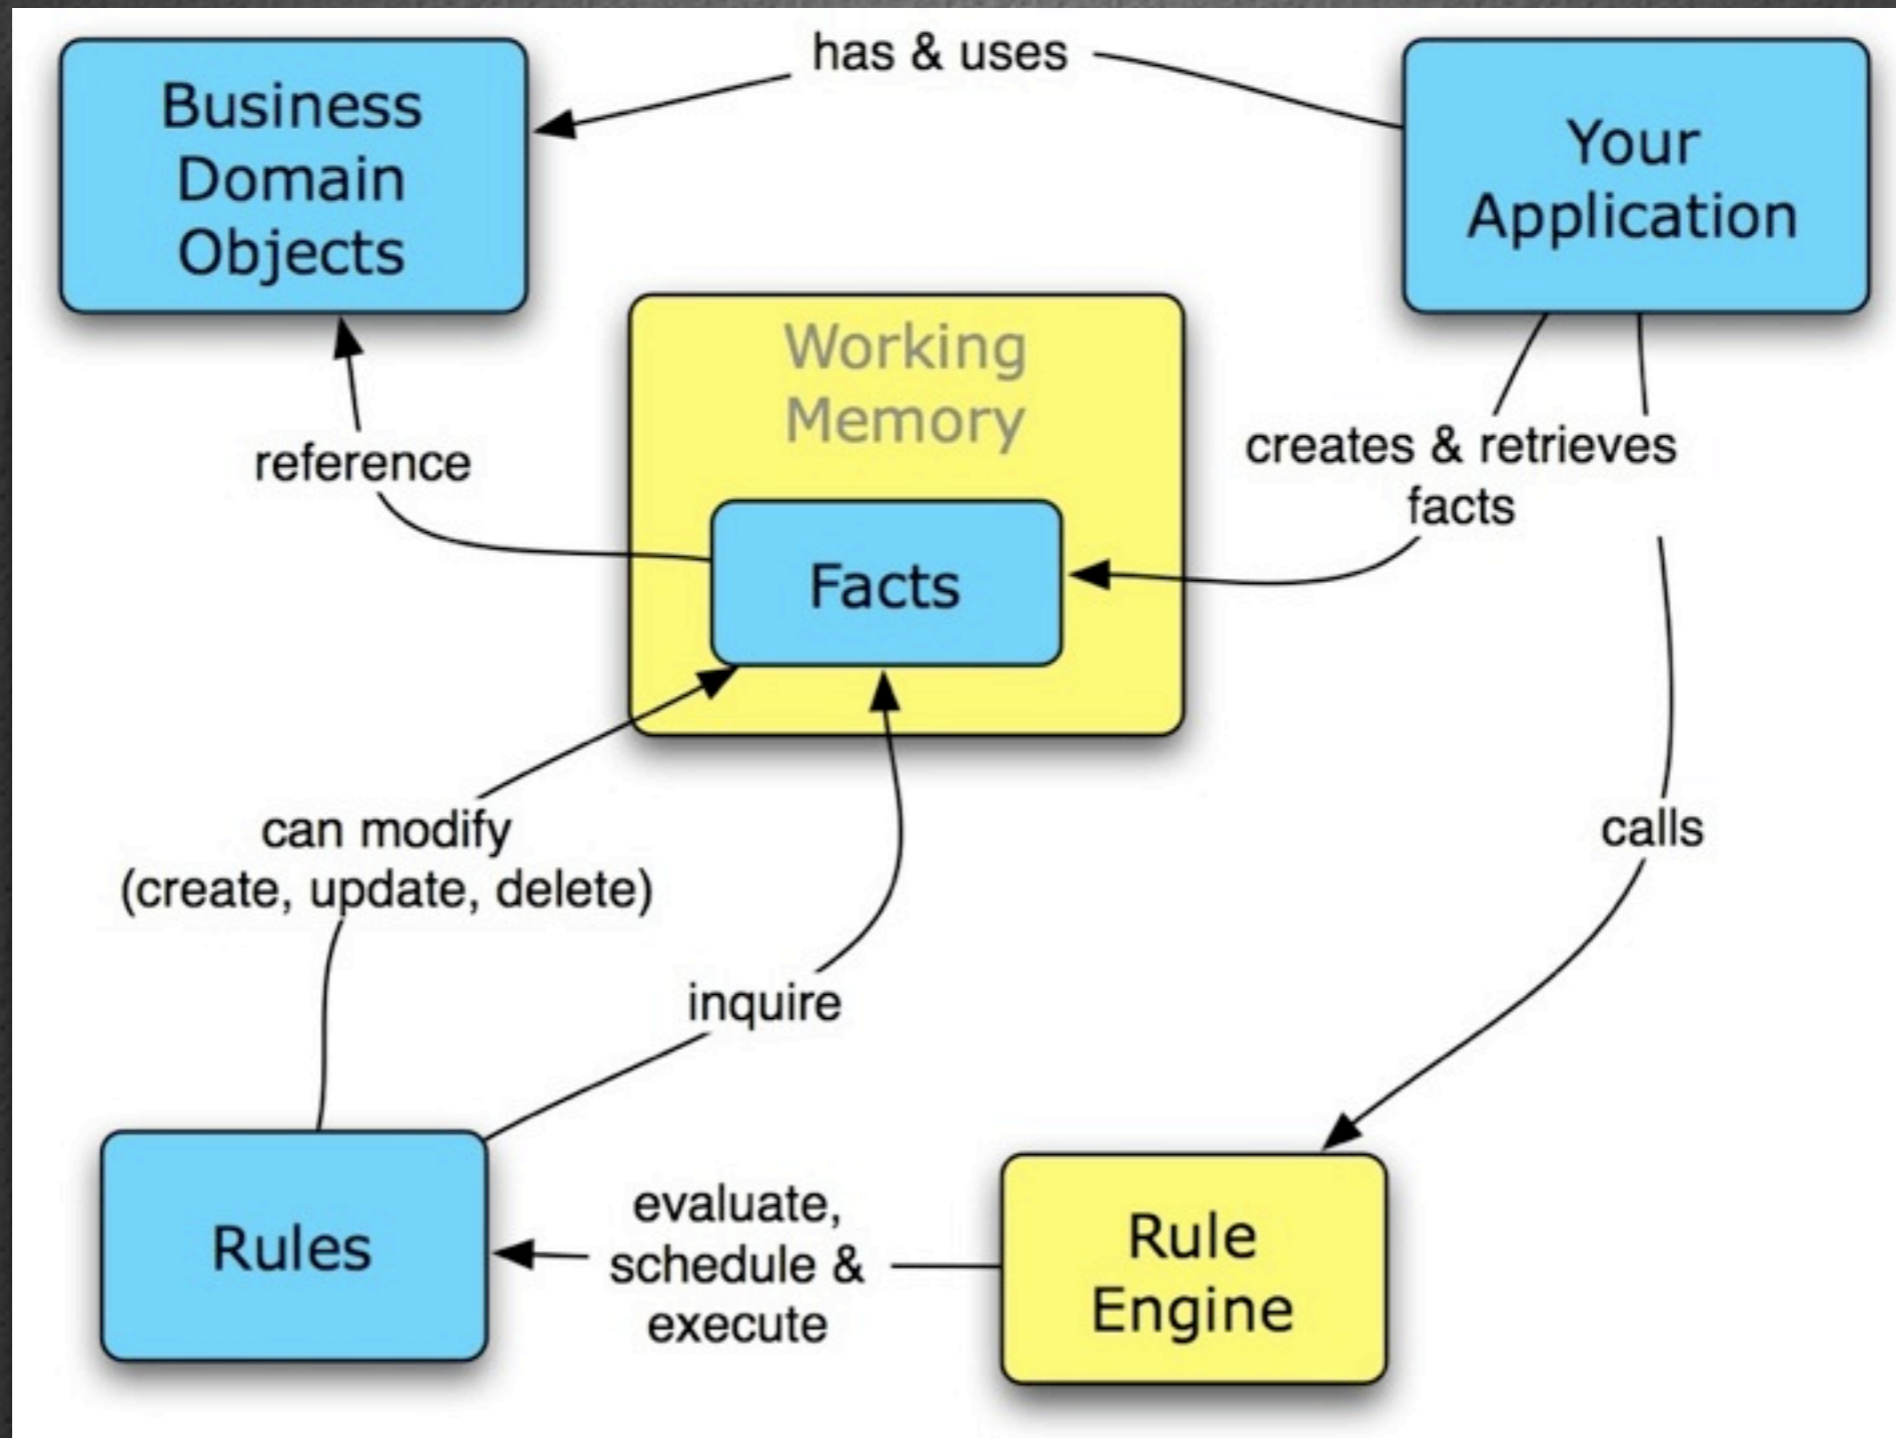 Business
Domain
Objects
has & uses
Your
Application
Working
Memory
Facts
reference
creates & retrieves
facts
can modify
(create, update, delete)
calls
inquire
Rules
evaluate,
schedule &
execute
Rule
Engine